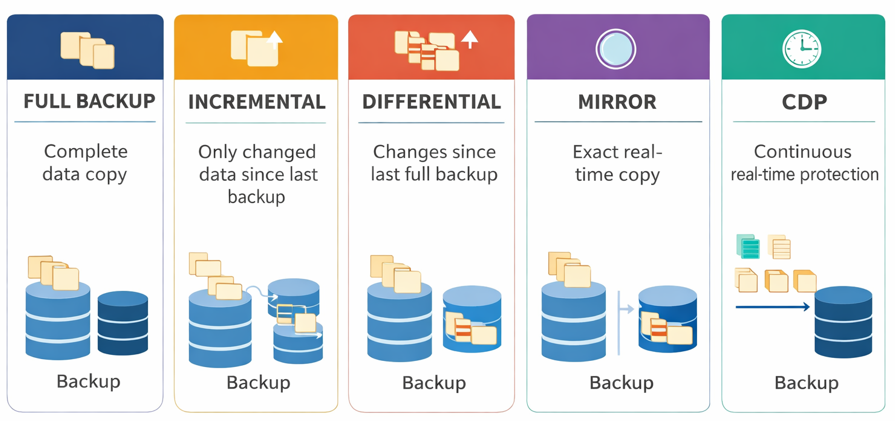 FULL BACKUP
Complete
data copy
Backup
INCREMENTAL
Only changed
data since last
backup
Backup
DIFFERENTIAL
Changes since
last full backup
Backup
MIRROR
Exact real-
time copy
Backup
CDP
Continuous
real-time protection
Backup